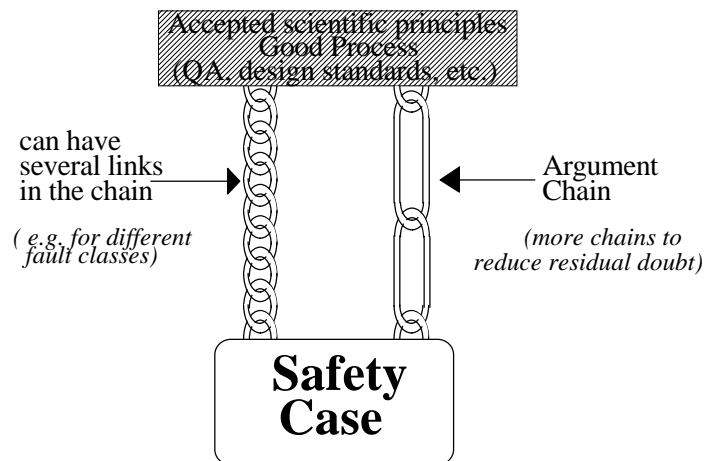 Accepted scientific principles
Good Process
(QA, design standards, etc.)
can have
several links
in the chain
( e.g. for different
fault classes)
Argument
Chain
(more chains to
reduce residual doubt)
Safety
Case